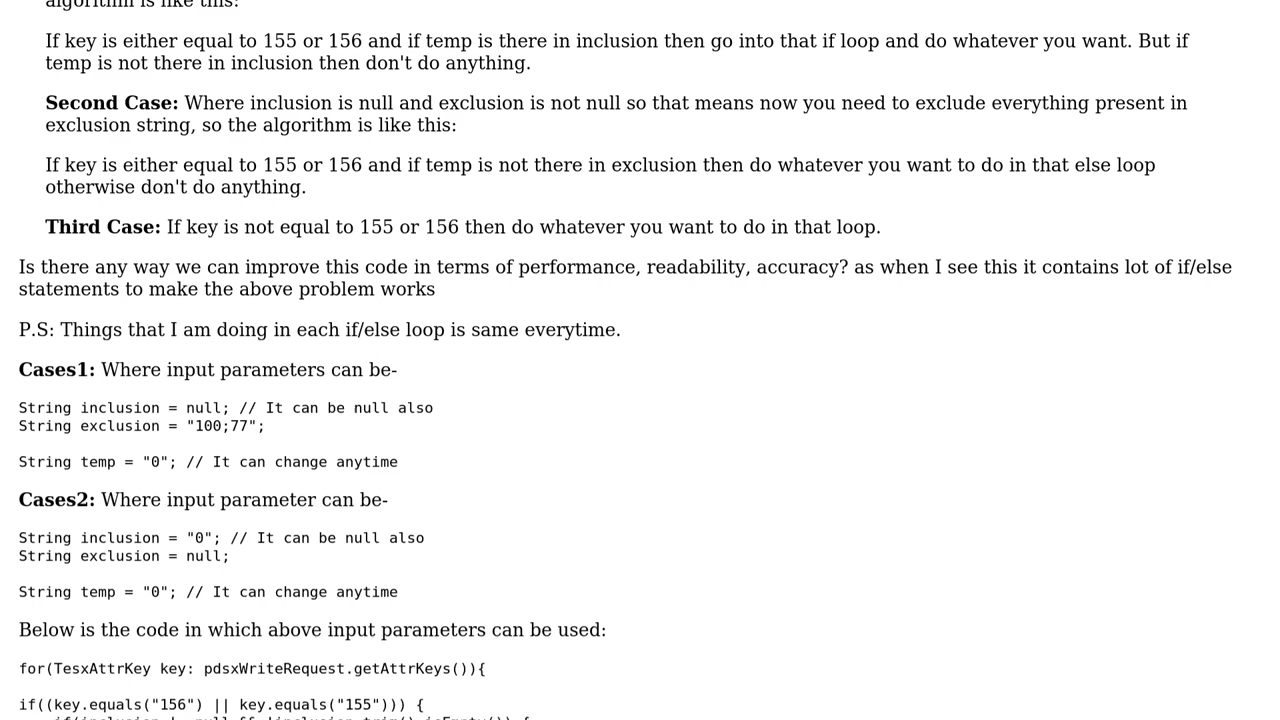 algorithm is like this:
If key is either equal to 155 or 156 and if temp is there in inclusion then go into that if loop and do whatever you want. But if
temp is not there in inclusion then don't do anything.
Second Case: Where inclusion is null and exclusion is not null so that means now you need to exclude everything present in
exclusion string, so the algorithm is like this:
If key is either equal to 155 or 156 and if temp is not there in exclusion then do whatever you want to do in that else loop
otherwise don't do anything.
Third Case: If key is not equal to 155 or 156 then do whatever you want to do in that loop.
Is there any way we can improve this code in terms of performance, readability, accuracy? as when I see this it contains lot of if/else
statements to make the above problem works
P.S: Things that I am doing in each if/else loop is same everytime.
Cases1: Where input parameters can be-
String inclusion = null; // It can be null also
String exclusion = "100;77";
String temp = "0"; // It can change anytime
Cases2: Where input parameter can be-
String inclusion = "0"; // It can be null also
String exclusion = null;
String temp = "0"; // It can change anytime
Below is the code in which above input parameters can be used:
for(TesxAttrKey key: pdsxWriteRequest.getAttrKeys()){
if((key.equals("156") || key.equals("155"))) {
if(inclusion != null && !inclusion.trim().isEmpty()) {